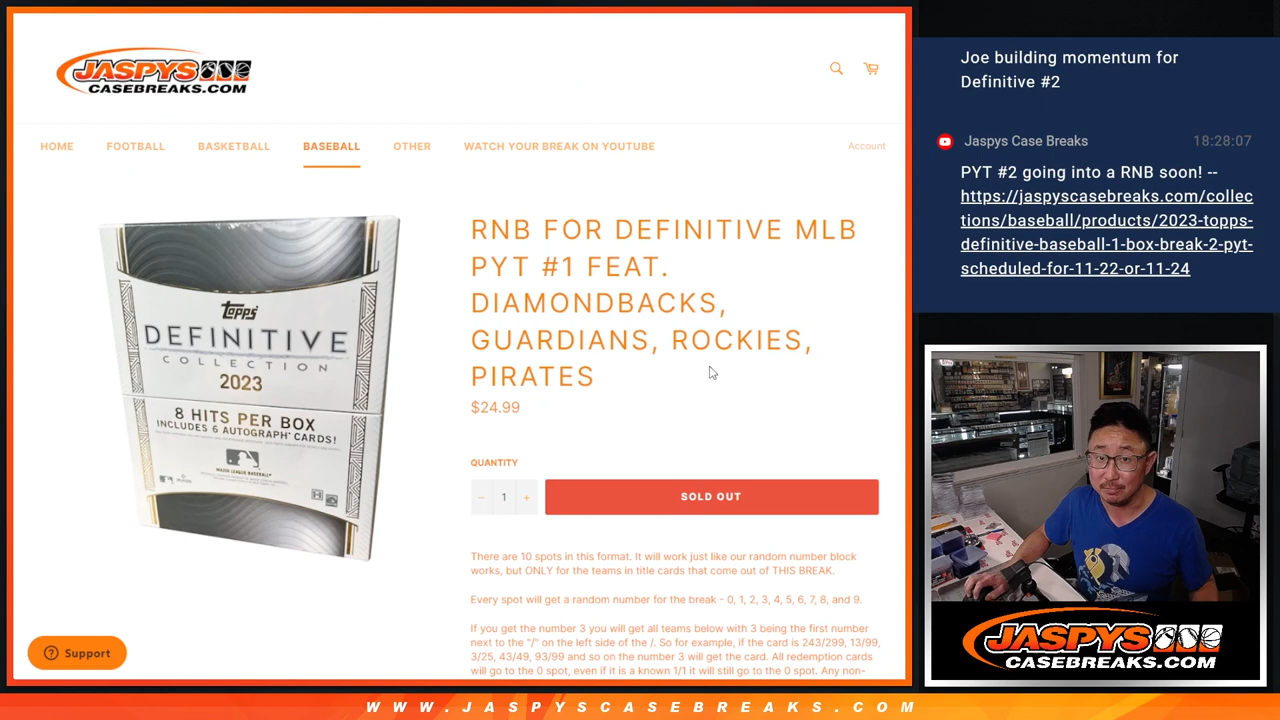 JASPYS
CASEBREAKS.COM
HOME FOOTBALL BASKETBALL BASEBALL OTHER WATCH YOUR BREAK ON YOUTUBE Account
topps
DEFINITIVE
COLLECTION
2023
8 HITS PER BOX
INCLUDES 6 AUTOGRAPH CARDS!
MAJOR LEAGUE BASEBALL
RNB FOR DEFINITIVE MLB
PYT #1 FEAT.
DIAMONDBACKS,
GUARDIANS, ROCKIES,
PIRATES
$24.99
QUANTITY
− 1 + SOLD OUT
There are 10 spots in this format. It will work just like our random number block
works, but ONLY for the teams in title cards that come out of THIS BREAK.
Every spot will get a random number for the break - 0, 1, 2, 3, 4, 5, 6, 7, 8, and 9.
If you get the number 3 you will get all teams below with 3 being the first number
next to the "/" on the left side of the /. So for example, if the card is 243/299, 13/99,
3/25, 43/49, 93/99 and so on the number 3 will get the card. All redemption cards
will go to the 0 spot, even if it is a known 1/1 it will still go to the 0 spot. Any non-
Support
Joe building momentum for
Definitive #2
Jaspys Case Breaks 18:28:07
PYT #2 going into a RNB soon! --
https://jaspyscasebreaks.com/collec
tions/baseball/products/2023-topps-
definitive-baseball-1-box-break-2-pyt-
scheduled-for-11-22-or-11-24
JASPYS
CASEBREAKS.COM
WWW.JASPYSCASEBREAKS.COM